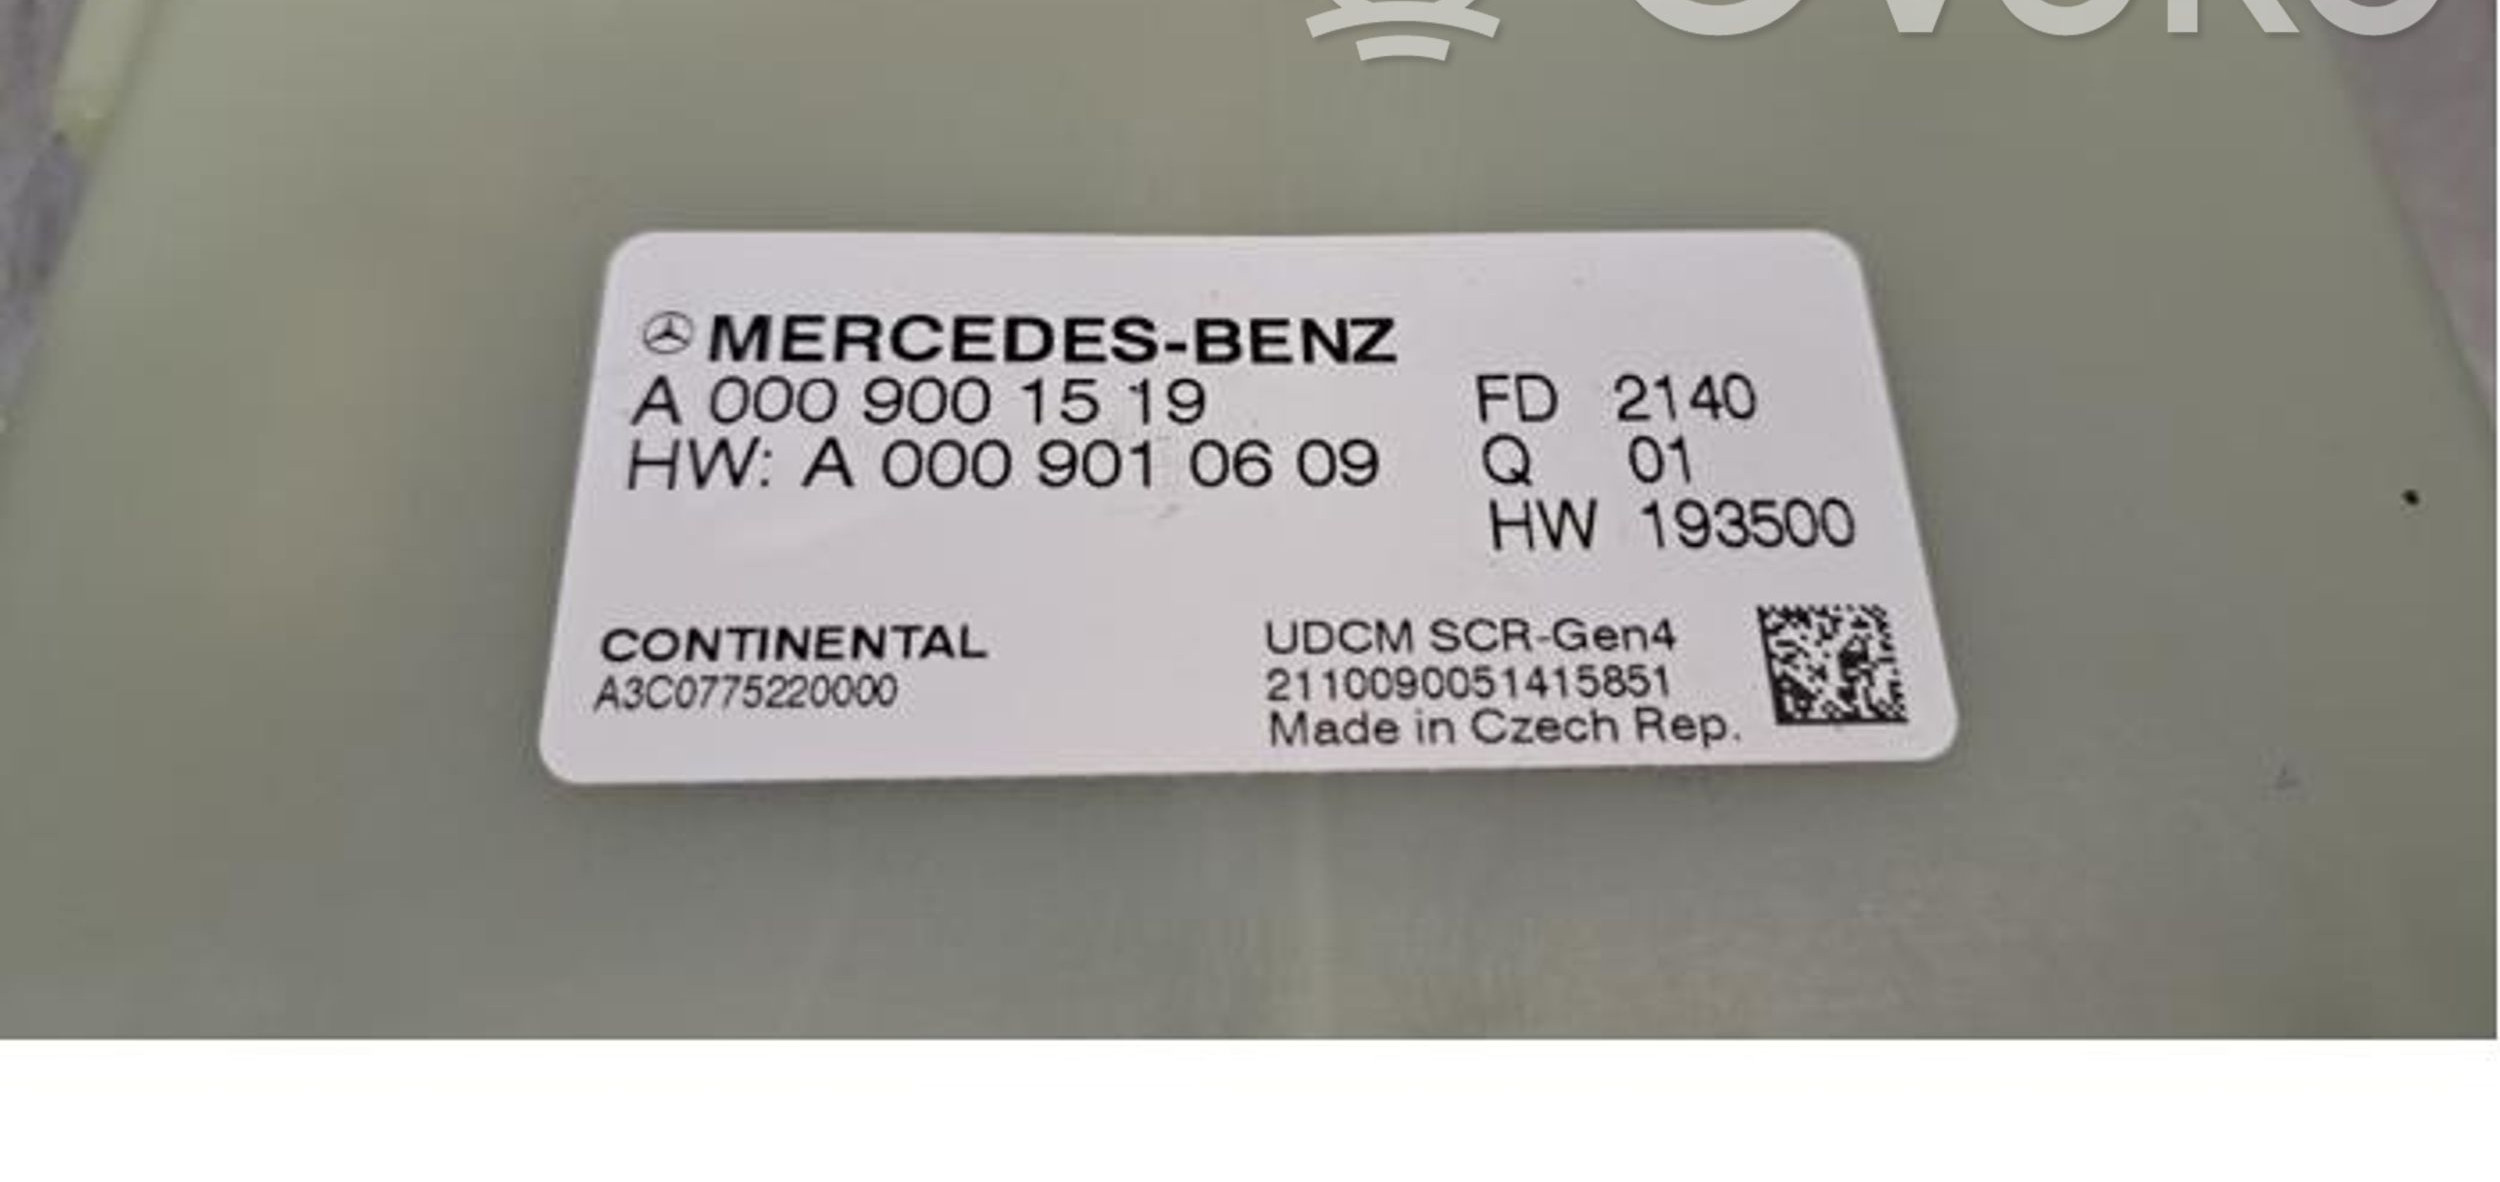 MERCEDES-BENZ
A 000 900 15 19
HW: A 000 901 06 09
FD 2140
Q 01
HW 193500
CONTINENTAL
A3C0775220000
UDCM SCR-Gen4
2110090051415851
Made in Czech Rep.